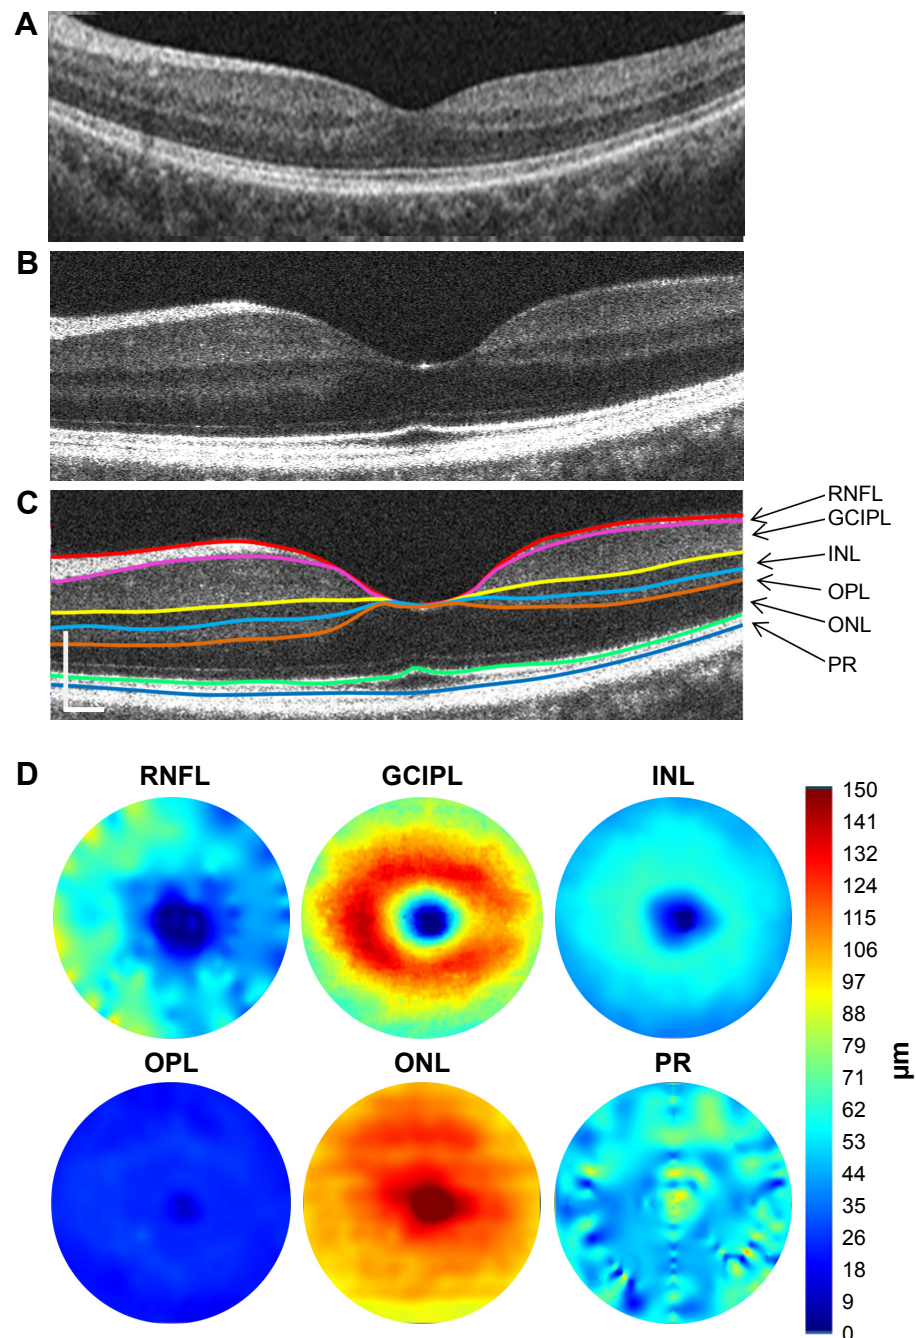 A
B
C
RNFL
GCIPL
INL
OPL
ONL
PR
D
RNFL
GCIPL
INL
OPL
ONL
PR
150
141
132
124
115
106
97
88
79
71
62
53
44
35
26
18
9
0
µm